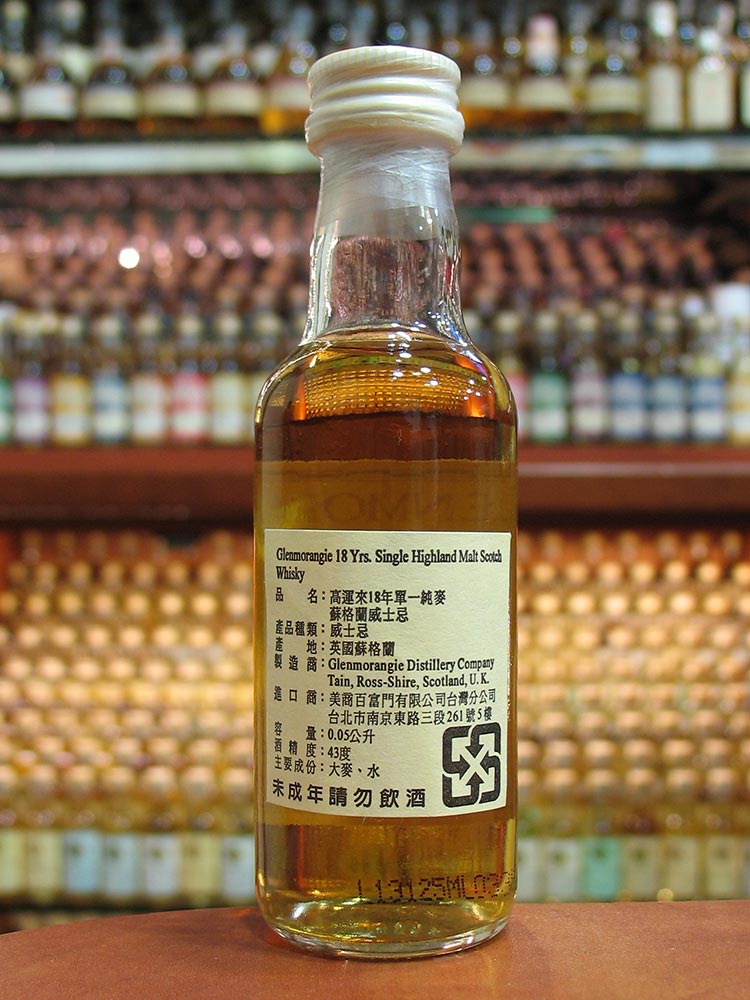 Glenmorangie 18 Yrs. Single Highland Malt Scotch
Whisky
品　　名：高運來18年單一純麥
蘇格蘭威士忌
產品種類：威士忌
產　　地：英國蘇格蘭
製 造 商：Glenmorangie Distillery Company
Tain, Ross-Shire, Scotland, U. K.
進 口 商：美商百富門有限公司台灣分公司
台北市南京東路三段261號5樓
容　　量：0.05公升
酒 精 度：43度
主要成份：大麥、水
未成年請勿飲酒
L13125ML03